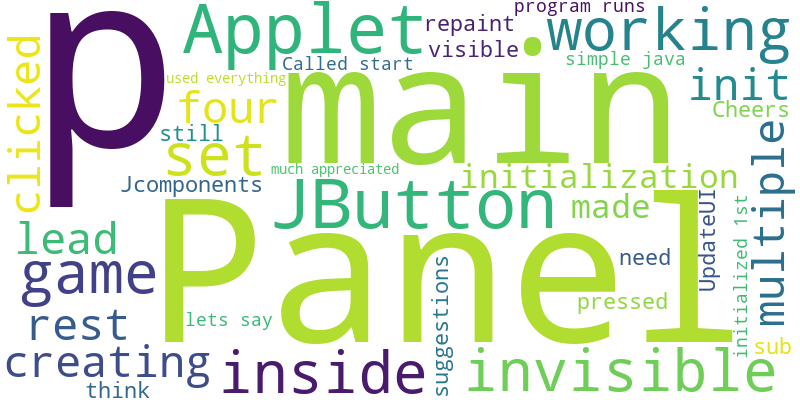 p
Applet
repaint
program runs
working
visible
Called start
simple java
clicked
used everything
main
init
four
Cheers
still
set
much appreciated
initialization
multiple
Jcomponents
JButton
made
UpdateUI
initialized 1st
lead
Panel
need
game
suggestions
pressed
rest
lets say
sub
creating
inside
invisible
think